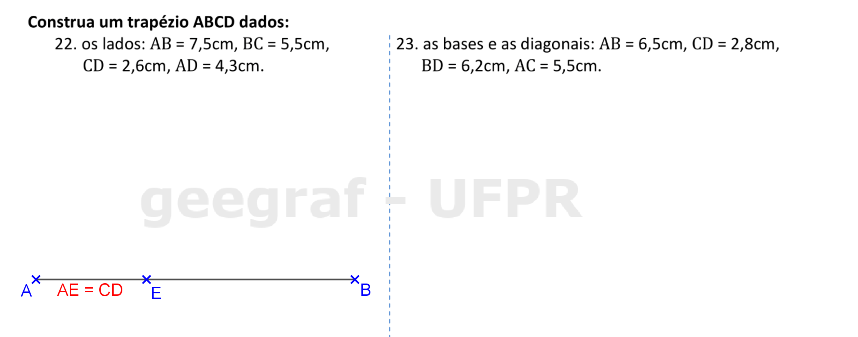 Construa um trapézio ABCD dados:
22. os lados: AB = 7,5cm, BC = 5,5cm,
CD = 2,6cm, AD = 4,3cm.
23. as bases e as diagonais: AB = 6,5cm, CD = 2,8cm,
BD = 6,2cm, AC = 5,5cm.
geegraf - UFPR
A AE = CD E B